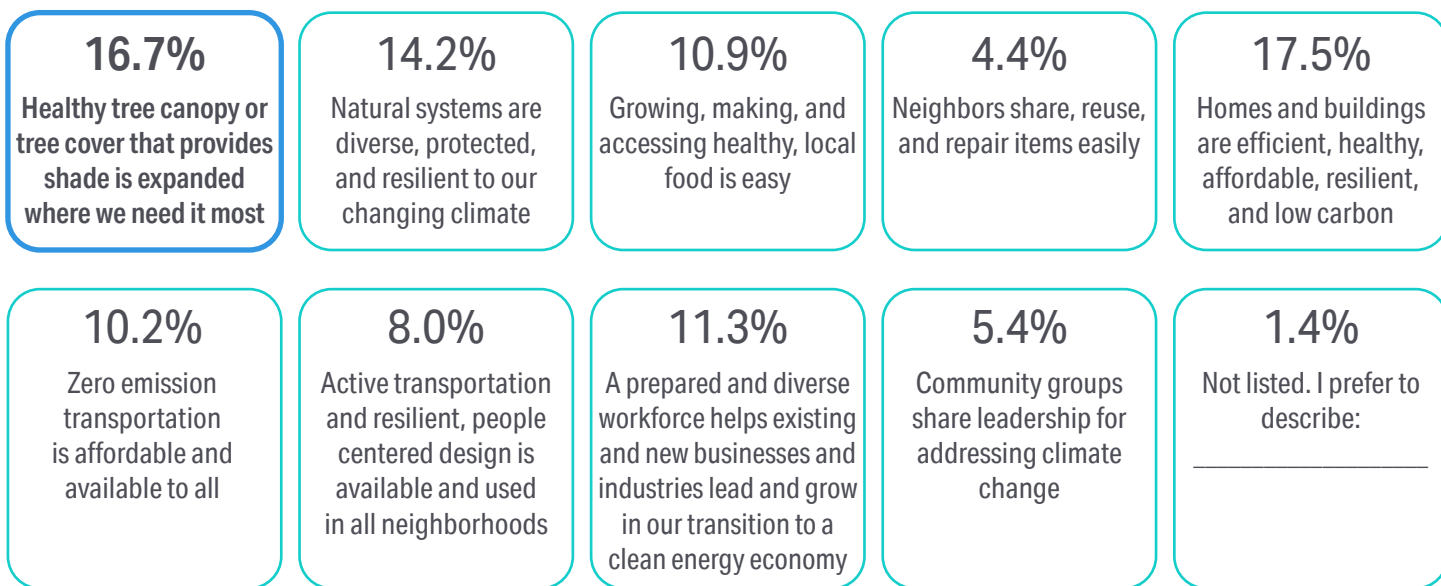 16.7%
Healthy tree canopy or
tree cover that provides
shade is expanded
where we need it most
14.2%
Natural systems are
diverse, protected,
and resilient to our
changing climate
10.9%
Growing, making, and
accessing healthy, local
food is easy
4.4%
Neighbors share, reuse,
and repair items easily
17.5%
Homes and buildings
are efficient, healthy,
affordable, resilient,
and low carbon
10.2%
Zero emission
transportation
is affordable and
available to all
8.0%
Active transportation
and resilient, people
centered design is
available and used
in all neighborhoods
11.3%
A prepared and diverse
workforce helps existing
and new businesses and
industries lead and grow
in our transition to a
clean energy economy
5.4%
Community groups
share leadership for
addressing climate
change
1.4%
Not listed. I prefer to
describe:
____________________